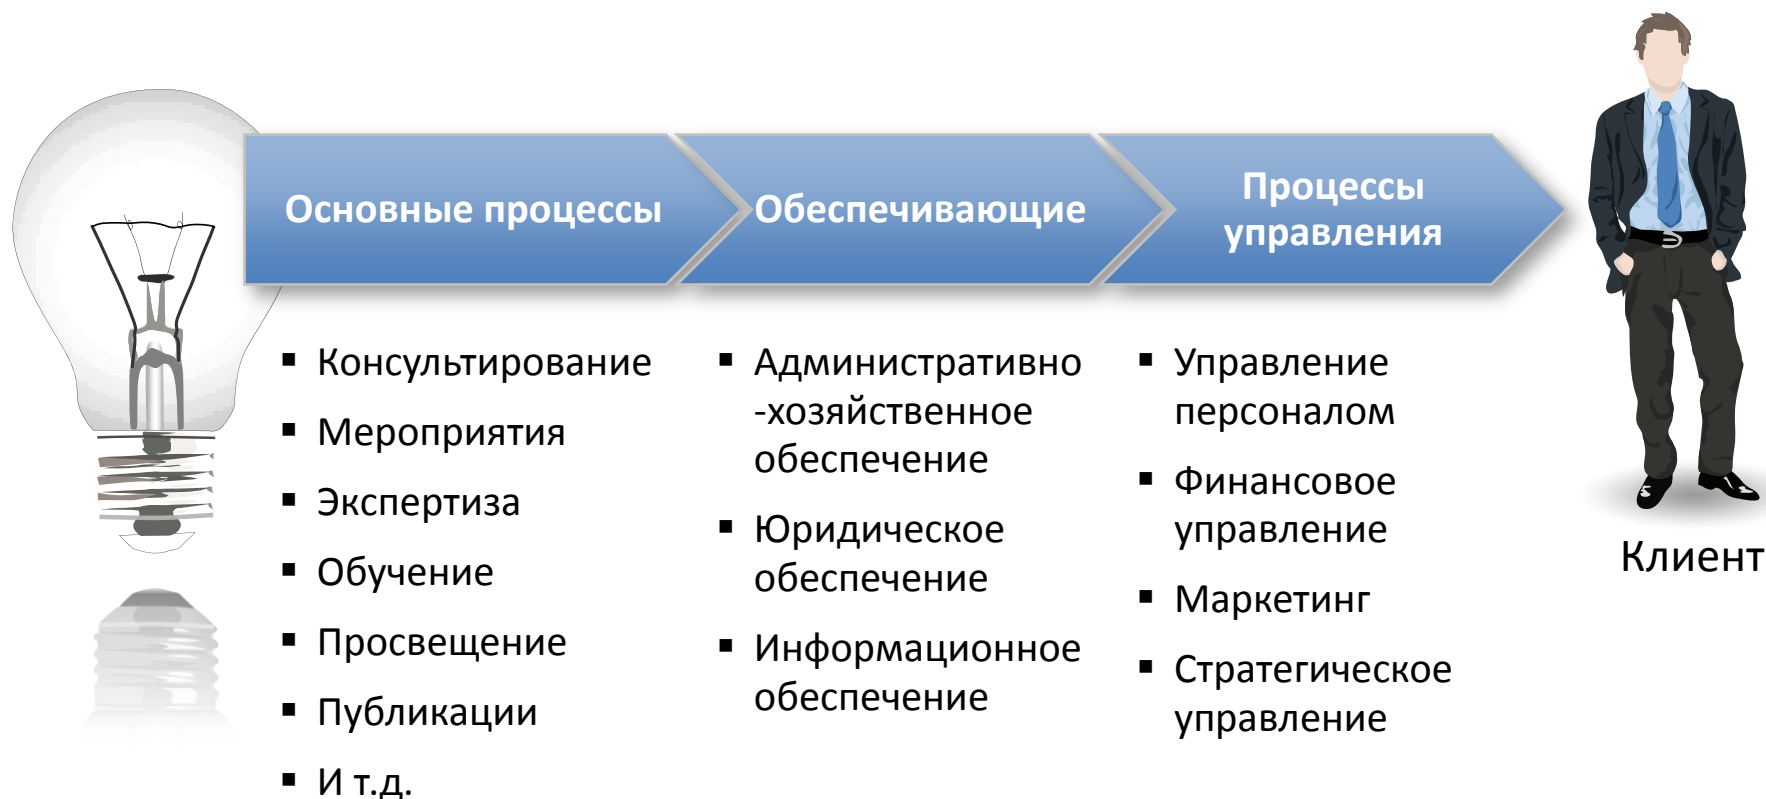 Основные процессы
Обеспечивающие
Процессы
управления
▪ Консультирование
▪ Мероприятия
▪ Экспертиза
▪ Обучение
▪ Просвещение
▪ Публикации
▪ И т.д.
▪ Административно
-хозяйственное
обеспечение
▪ Юридическое
обеспечение
▪ Информационное
обеспечение
▪ Управление
персоналом
▪ Финансовое
управление
▪ Маркетинг
▪ Стратегическое
управление
Клиент